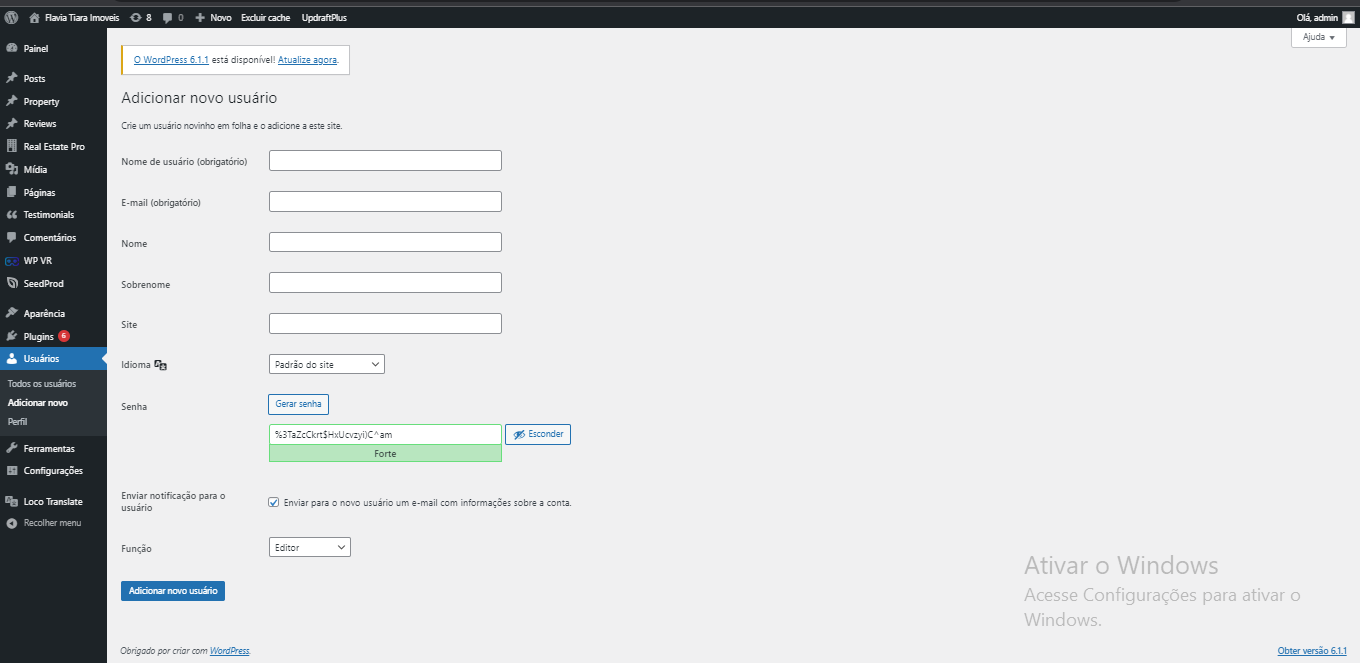 Flavia Tiara Imoveis 8 0 Novo Excluir cache UpdraftPlus Olá, admin
Ajuda
Painel
Posts
Property
Reviews
Real Estate Pro
Mídia
Páginas
Testimonials
Comentários
WP VR
SeedProd
Aparência
Plugins 6
Usuários
Todos os usuários
Adicionar novo
Perfil
Ferramentas
Configurações
Loco Translate
Recolher menu
O WordPress 6.1.1 está disponível! Atualize agora.
Adicionar novo usuário
Crie um usuário novinho em folha e o adicione a este site.
Nome de usuário (obrigatório)
E-mail (obrigatório)
Nome
Sobrenome
Site
Idioma Padrão do site
Senha Gerar senha
%3TaZcCkrt$HxUcvzyi)C^am Esconder
Forte
Enviar notificação para o
usuário
Enviar para o novo usuário um e-mail com informações sobre a conta.
Função Editor
Adicionar novo usuário
Ativar o Windows
Acesse Configurações para ativar o
Windows.
Obrigado por criar com WordPress. Obter versão 6.1.1